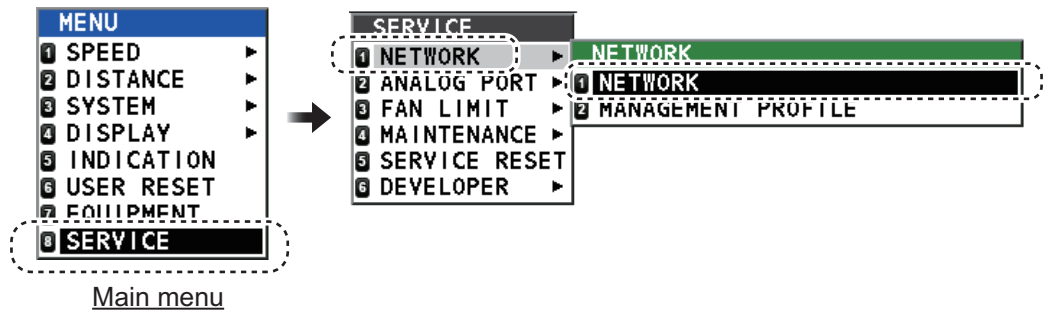 MENU
1 SPEED ▶
2 DISTANCE ▶
3 SYSTEM ▶
4 DISPLAY ▶
5 INDICATION
6 USER RESET
7 EQUIPMENT
8 SERVICE
Main menu
SERVICE
1 NETWORK ▶
2 ANALOG PORT ▶
3 FAN LIMIT ▶
4 MAINTENANCE ▶
5 SERVICE RESET
6 DEVELOPER ▶
NETWORK
1 NETWORK
2 MANAGEMENT PROFILE